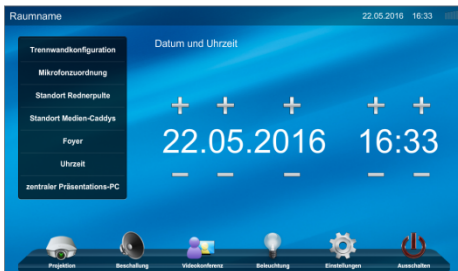 Raumname 22.05.2016 16:33
Datum und Uhrzeit
Trennwandkonfiguration
Mikrofonzuordnung
Standort Rednerpulte
Standort Medien-Caddys
Foyer
Uhrzeit
zentraler Präsentations-PC
22.05.2016 16:33
Projektion Beschallung Videokonferenz Beleuchtung Einstellungen Ausschalten